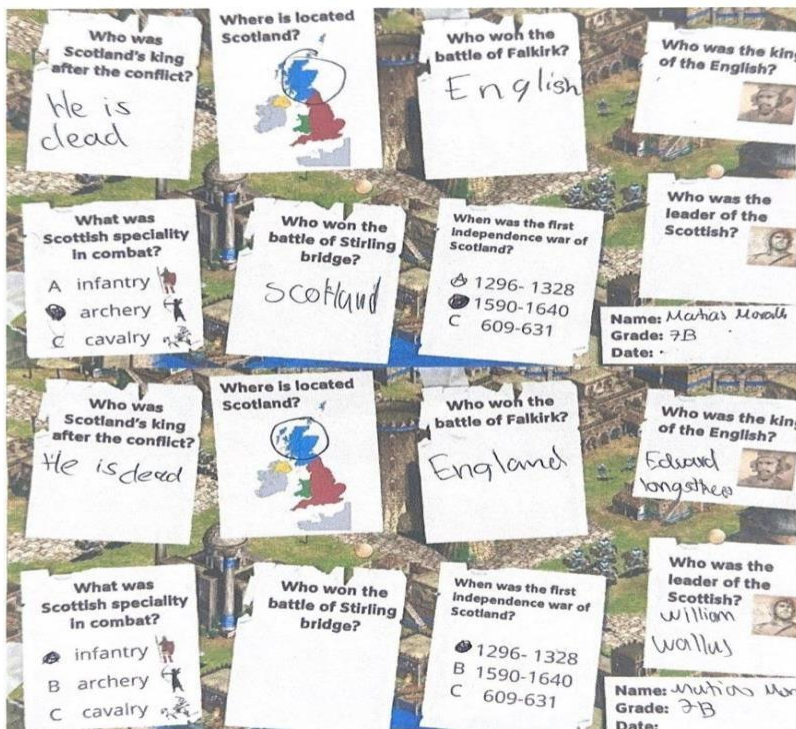 Who was
Scotland's king
after the conflict?
He is
dead
Where is located
Scotland?
Who won the
battle of Falkirk?
English
Who was the king
of the English?
What was
Scottish speciality
in combat?
A infantry
archery
C cavalry
Who won the
battle of Stirling
bridge?
Scotland
When was the first
independence war of
Scotland?
A 1296- 1328
1590-1640
C 609-631
Who was the
leader of the
Scottish?
Name: Matias
Grade: 7B
Date:
Who was
Scotland's king
after the conflict?
He is dead
Where is located
Scotland?
Who won the
battle of Falkirk?
England
Who was the king
of the English?
Who was the
leader of the
Scottish?
william
wallas
What was
Scottish speciality
in combat?
infantry
B archery
C cavalry
Who won the
battle of Stirling
bridge?
When was the first
independence war of
Scotland?
1296- 1328
B 1590-1640
C 609-631
Name: Matias
Grade: 7B
Date: